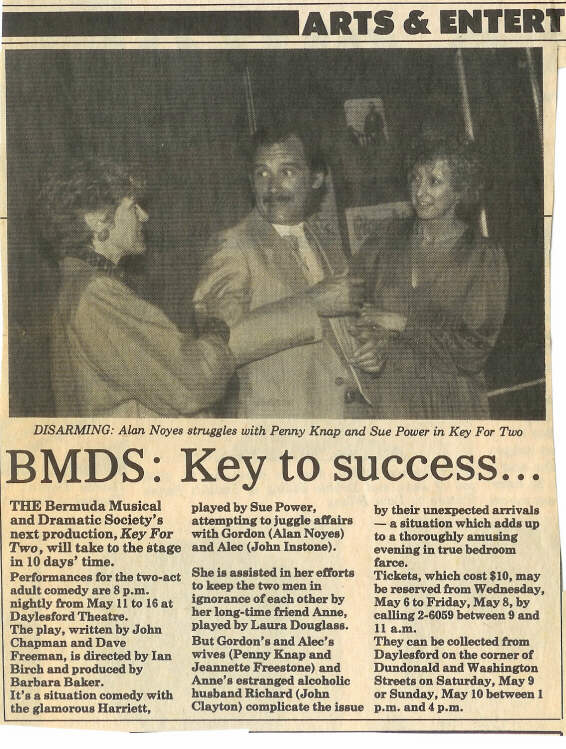 ARTS & ENTERT
DISARMING: Alan Noyes struggles with Penny Knap and Sue Power in Key For Two
BMDS: Key to success...
THE Bermuda Musical
and Dramatic Society's
next production, Key For
Two, will take to the stage
in 10 days' time.
Performances for the two-act
adult comedy are 8 p.m.
nightly from May 11 to 16 at
Daylesford Theatre.
The play, written by John
Chapman and Dave
Freeman, is directed by Ian
Birch and produced by
Barbara Baker.
It's a situation comedy with
the glamorous Harriett,
played by Sue Power,
attempting to juggle affairs
with Gordon (Alan Noyes)
and Alec (John Instone).
She is assisted in her efforts
to keep the two men in
ignorance of each other by
her long-time friend Anne,
played by Laura Douglass.
But Gordon's and Alec's
wives (Penny Knap and
Jeannette Freestone) and
Anne's estranged alcoholic
husband Richard (John
Clayton) complicate the issue
by their unexpected arrivals
— a situation which adds up
to a thoroughly amusing
evening in true bedroom
farce.
Tickets, which cost $10, may
be reserved from Wednesday,
May 6 to Friday, May 8, by
calling 2-6059 between 9 and
11 a.m.
They can be collected from
Daylesford on the corner of
Dundonald and Washington
Streets on Saturday, May 9
or Sunday, May 10 between 1
p.m. and 4 p.m.